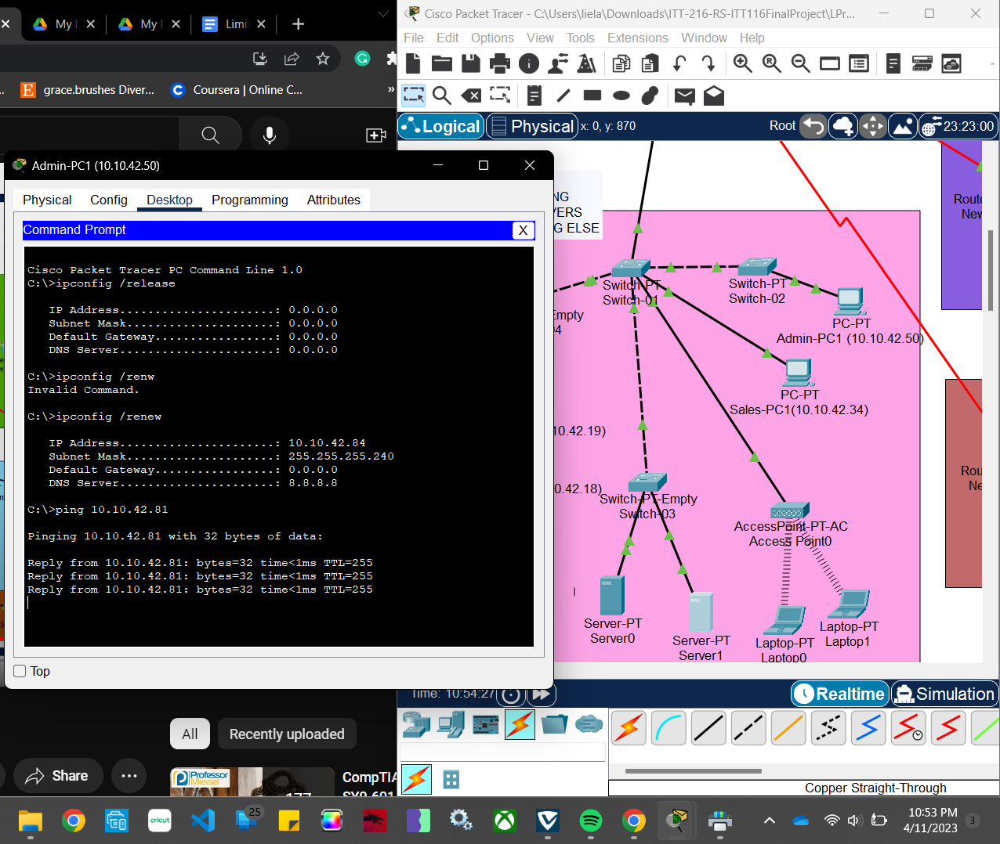 My
My
Limi
Cisco Packet Tracer - C:\Users\liela\Downloads\ITT-216-RS-ITT116FinalProject\LPr...
File Edit Options View Tools Extensions Window Help
grace.brushes Diver...
Coursera | Online C...
»
Logical
Physical
x: 0, y: 870
Root
23:23:00
Admin-PC1 (10.10.42.50)
Physical Config Desktop Programming Attributes
Command Prompt
X
Cisco Packet Tracer PC Command Line 1.0
C:\>ipconfig /release
IP Address......................: 0.0.0.0
Subnet Mask.....................: 0.0.0.0
Default Gateway.................: 0.0.0.0
DNS Server......................: 0.0.0.0
C:\>ipconfig /renw
Invalid Command.
C:\>ipconfig /renew
IP Address......................: 10.10.42.84
Subnet Mask.....................: 255.255.255.240
Default Gateway.................: 0.0.0.0
DNS Server......................: 8.8.8.8
C:\>ping 10.10.42.81
Pinging 10.10.42.81 with 32 bytes of data:
Reply from 10.10.42.81: bytes=32 time<1ms TTL=255
Reply from 10.10.42.81: bytes=32 time<1ms TTL=255
Reply from 10.10.42.81: bytes=32 time<1ms TTL=255
Top
NG
VERS
G ELSE
Switch-PT
Switch-01
Switch-PT
Switch-02
Empty
PC-PT
Admin-PC1 (10.10.42.50)
PC-PT
Sales-PC1(10.10.42.34)
10.42.19)
0.42.18)
Switch-PT-Empty
Switch-03
AccessPoint-PT-AC
Access Point0
Server-PT
Server0
Server-PT
Server1
Laptop-PT
Laptop0
Laptop-PT
Laptop1
Route
New
Rou
Ne
Time: 10:54:27
Realtime
Simulation
Copper Straight-Through
All
Recently uploaded
Share
Professor
Messer
CompTIA
SY0-601
177
25
10:53 PM
4/11/2023
3